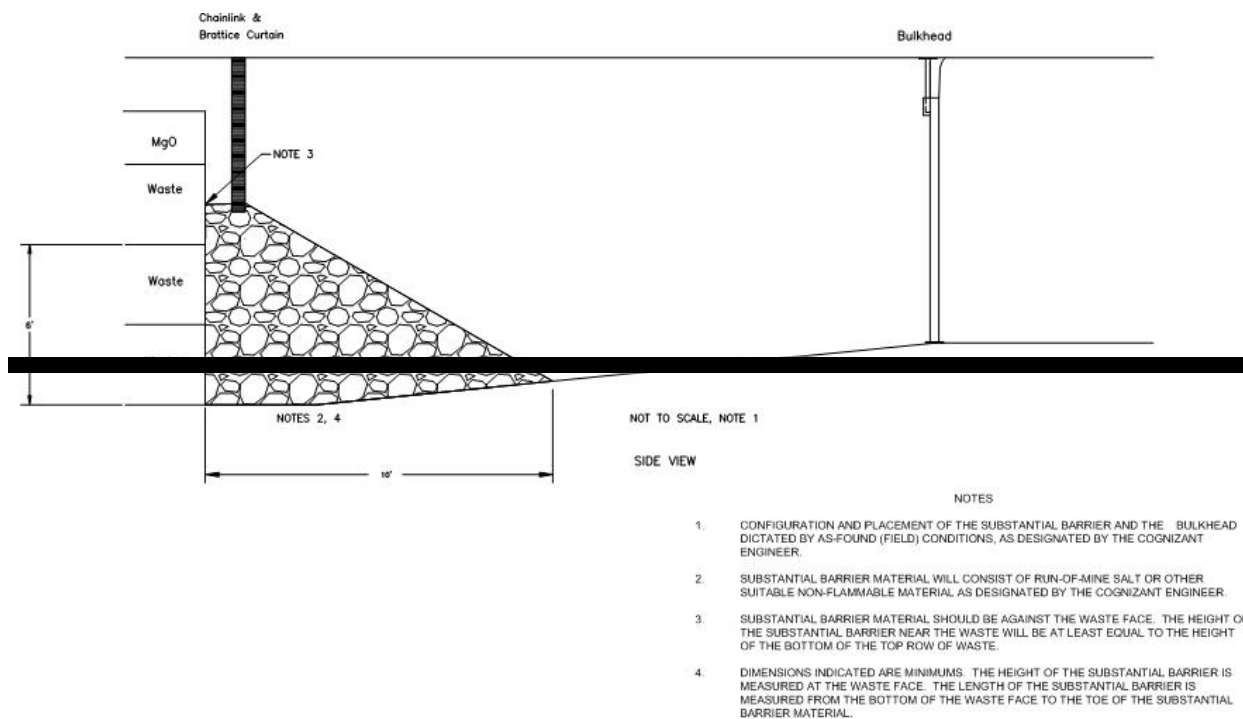 Chainlink &
Brattice Curtain
Bulkhead
MgO
NOTE 3
Waste
Waste
6'
NOTES 2, 4
NOT TO SCALE, NOTE 1
SIDE VIEW
10'
NOTES
1. CONFIGURATION AND PLACEMENT OF THE SUBSTANTIAL BARRIER AND THE BULKHEAD
DICTATED BY AS-FOUND (FIELD) CONDITIONS, AS DESIGNATED BY THE COGNIZANT
ENGINEER.
2. SUBSTANTIAL BARRIER MATERIAL WILL CONSIST OF RUN-OF-MINE SALT OR OTHER
SUITABLE NON-FLAMMABLE MATERIAL AS DESIGNATED BY THE COGNIZANT ENGINEER.
3. SUBSTANTIAL BARRIER MATERIAL SHOULD BE AGAINST THE WASTE FACE. THE HEIGHT O
THE SUBSTANTIAL BARRIER NEAR THE WASTE WILL BE AT LEAST EQUAL TO THE HEIGHT
OF THE BOTTOM OF THE TOP ROW OF WASTE.
4. DIMENSIONS INDICATED ARE MINIMUMS. THE HEIGHT OF THE SUBSTANTIAL BARRIER IS
MEASURED AT THE WASTE FACE. THE LENGTH OF THE SUBSTANTIAL BARRIER IS
MEASURED FROM THE BOTTOM OF THE WASTE FACE TO THE TOE OF THE SUBSTANTIAL
BARRIER MATERIAL.